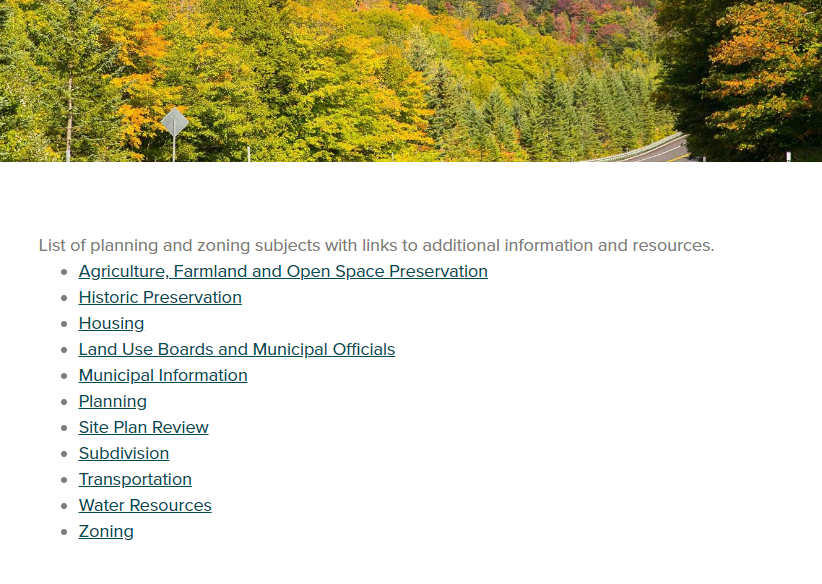 List of planning and zoning subjects with links to additional information and resources.
Agriculture, Farmland and Open Space Preservation
Historic Preservation
Housing
Land Use Boards and Municipal Officials
Municipal Information
Planning
Site Plan Review
Subdivision
Transportation
Water Resources
Zoning